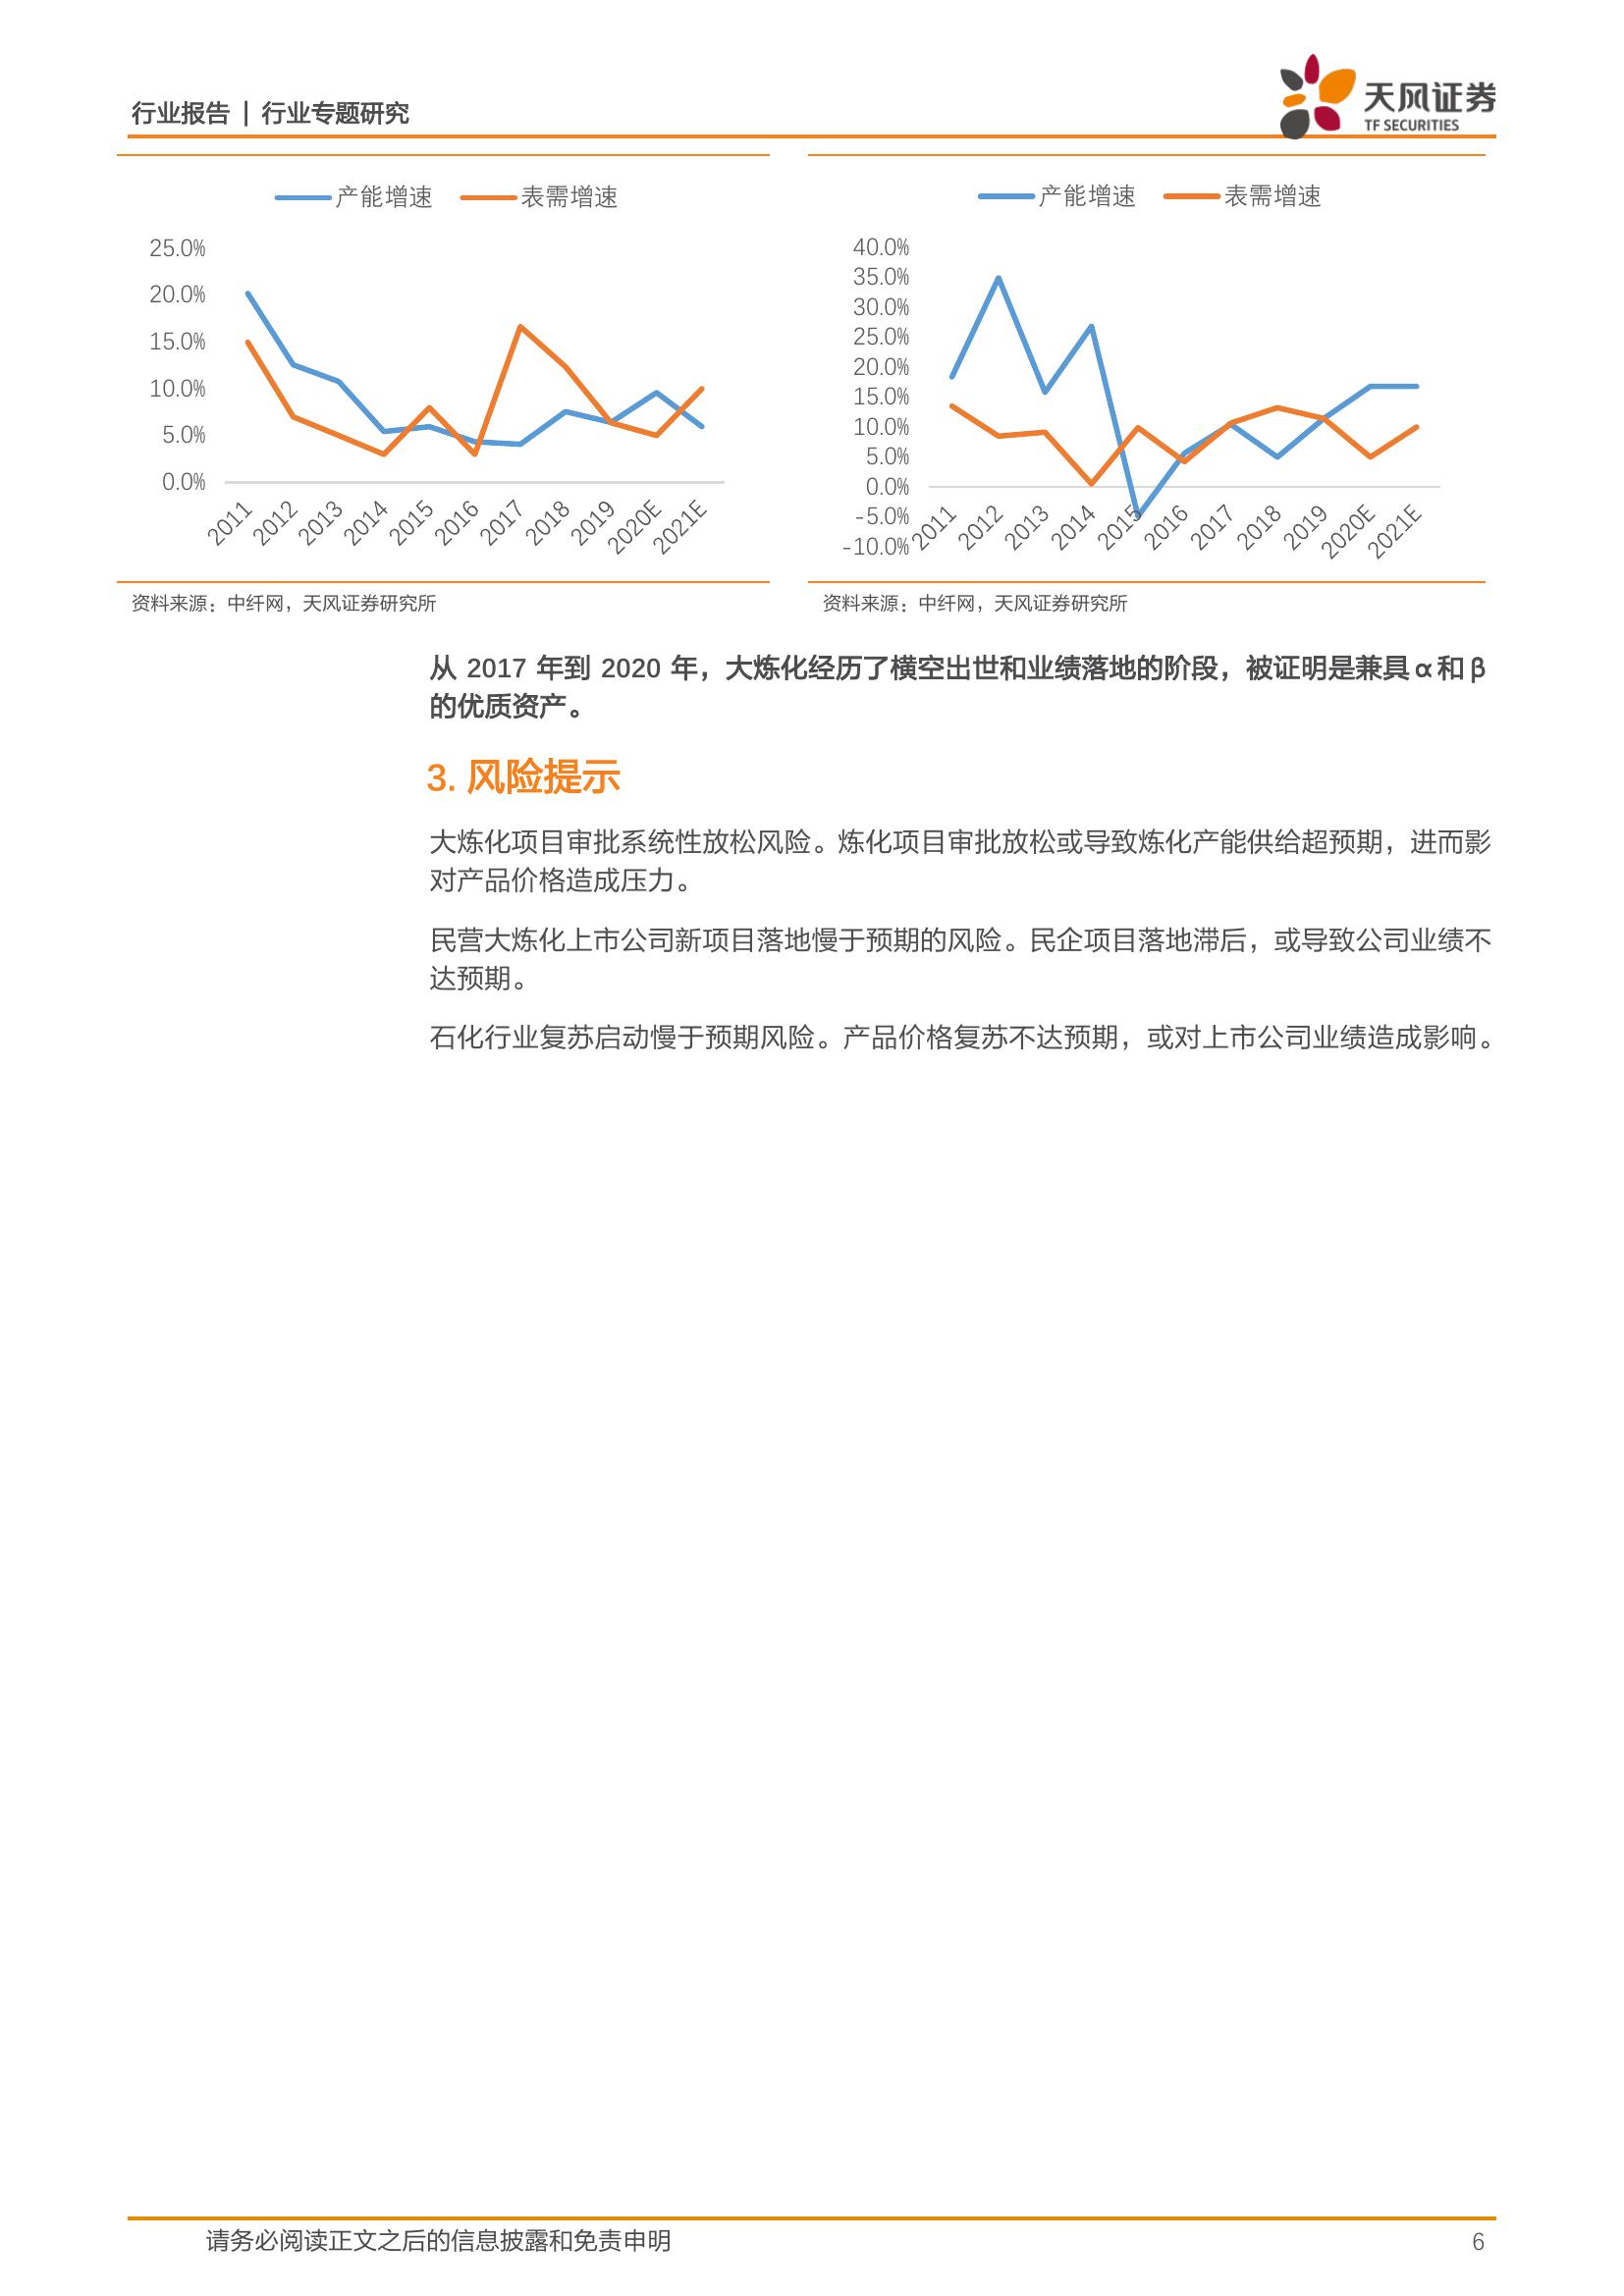 行业报告 | 行业专题研究
天风证券
TF SECURITIES
产能增速 表需增速
25.0%
20.0%
15.0%
10.0%
5.0%
0.0%
2011 2012 2013 2014 2015 2016 2017 2018 2019 2020E 2021E
产能增速 表需增速
40.0%
35.0%
30.0%
25.0%
20.0%
15.0%
10.0%
5.0%
0.0%
-5.0%
-10.0%
2011 2012 2013 2014 2015 2016 2017 2018 2019 2020E 2021E
资料来源：中纤网，天风证券研究所
资料来源：中纤网，天风证券研究所
从 2017 年到 2020 年，大炼化经历了横空出世和业绩落地的阶段，被证明是兼具α和β
的优质资产。
3. 风险提示
大炼化项目审批系统性放松风险。炼化项目审批放松或导致炼化产能供给超预期，进而影
对产品价格造成压力。
民营大炼化上市公司新项目落地慢于预期的风险。民企项目落地滞后，或导致公司业绩不
达预期。
石化行业复苏启动慢于预期风险。产品价格复苏不达预期，或对上市公司业绩造成影响。
请务必阅读正文之后的信息披露和免责申明 6